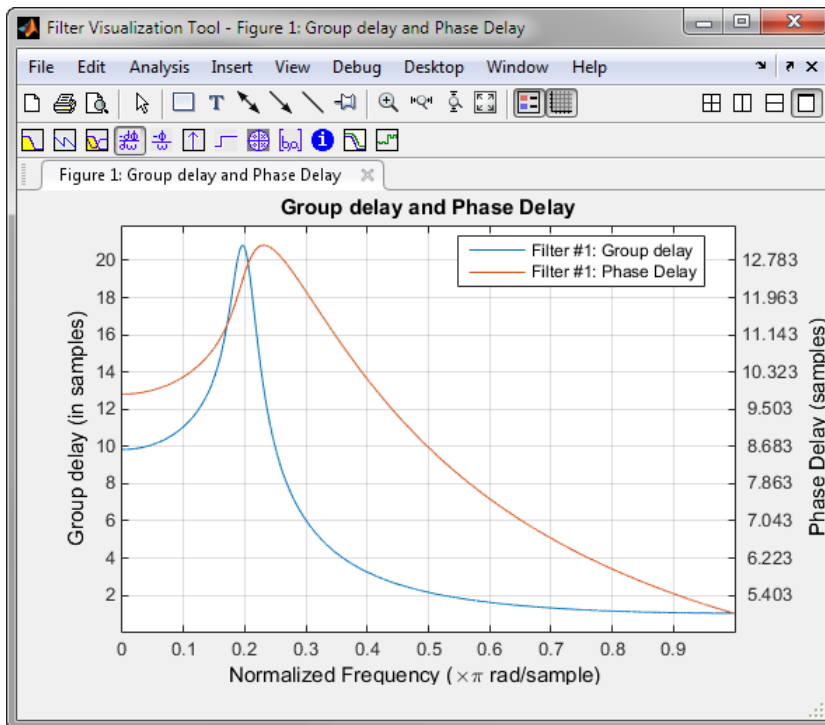 Filter Visualization Tool - Figure 1: Group delay and Phase Delay
File Edit Analysis Insert View Debug Desktop Window Help
Figure 1: Group delay and Phase Delay
Group delay and Phase Delay
Filter #1: Group delay
Filter #1: Phase Delay
Group delay (in samples)
20
18
16
14
12
10
8
6
4
2
12.783
11.963
11.143
10.323
9.503
8.683
7.863
7.043
6.223
5.403
Phase Delay (samples)
0 0.1 0.2 0.3 0.4 0.5 0.6 0.7 0.8 0.9
Normalized Frequency (×π rad/sample)